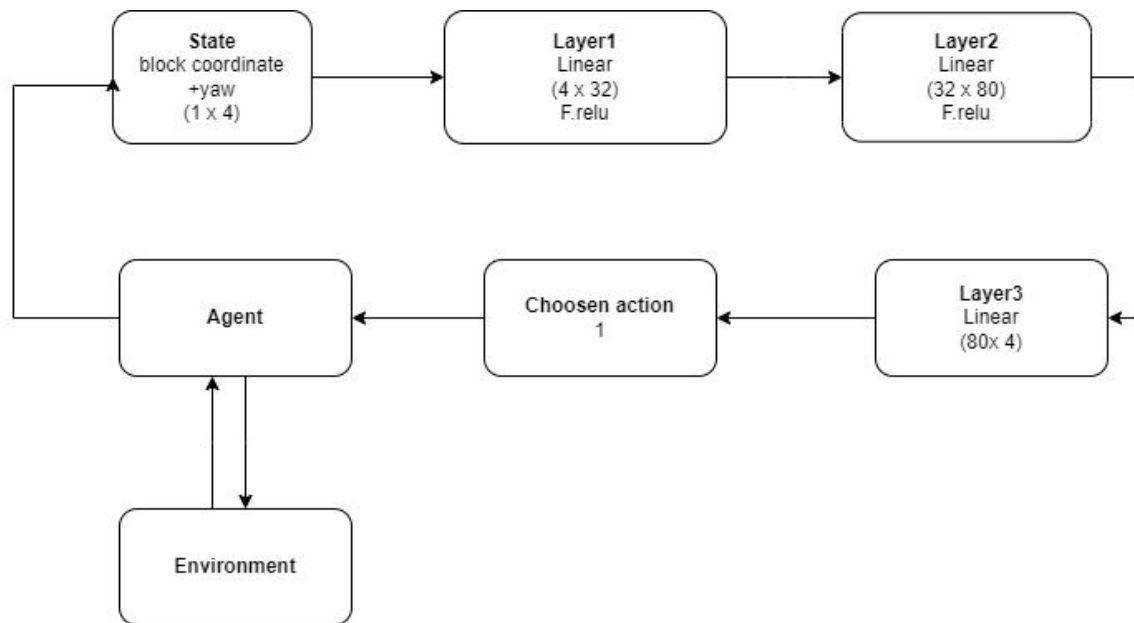 State
block coordinate
+yaw
(1 x 4)
Layer1
Linear
(4 x 32)
F.relu
Layer2
Linear
(32 x 80)
F.relu
Agent
Choosen action
1
Layer3
Linear
(80x 4)
Environment